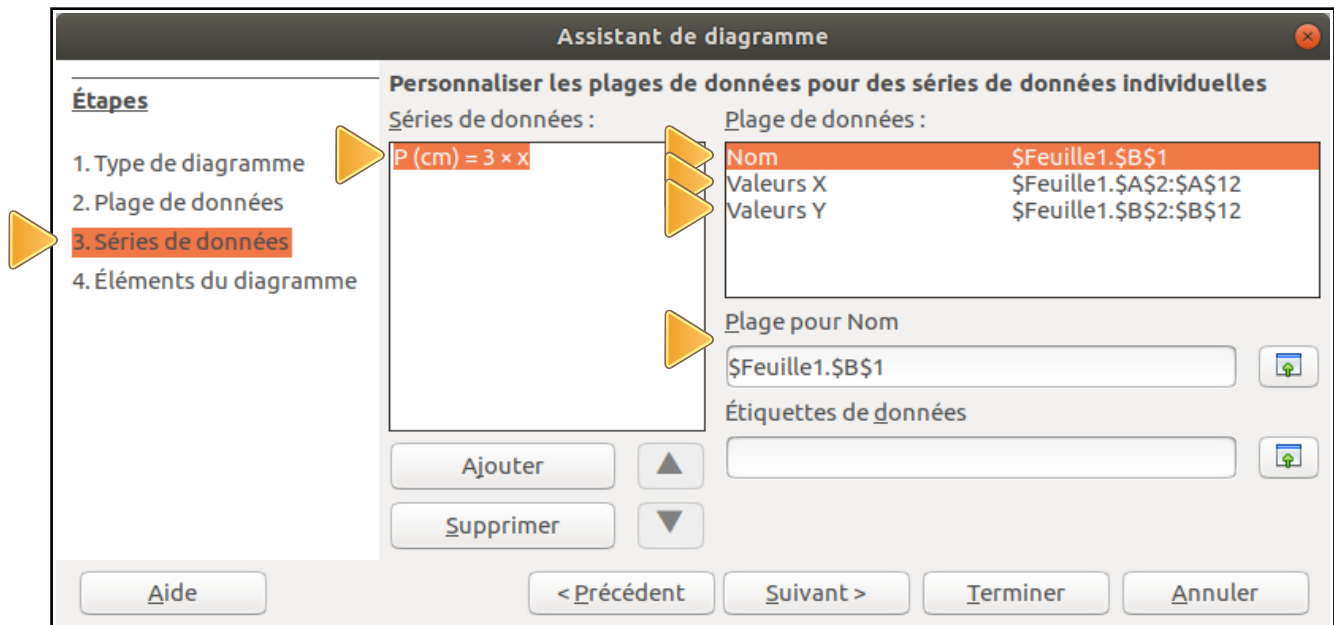 Assistant de diagramme
Étapes
1. Type de diagramme
2. Plage de données
3. Séries de données
4. Éléments du diagramme
Personnaliser les plages de données pour des séries de données individuelles
Séries de données :
P (cm) = 3 × x
Ajouter
Supprimer
Plage de données :
Nom $Feuille1.$B$1
Valeurs X $Feuille1.$A$2:$A$12
Valeurs Y $Feuille1.$B$2:$B$12
Plage pour Nom
$Feuille1.$B$1
Étiquettes de données
Aide
< Précédent
Suivant >
Terminer
Annuler